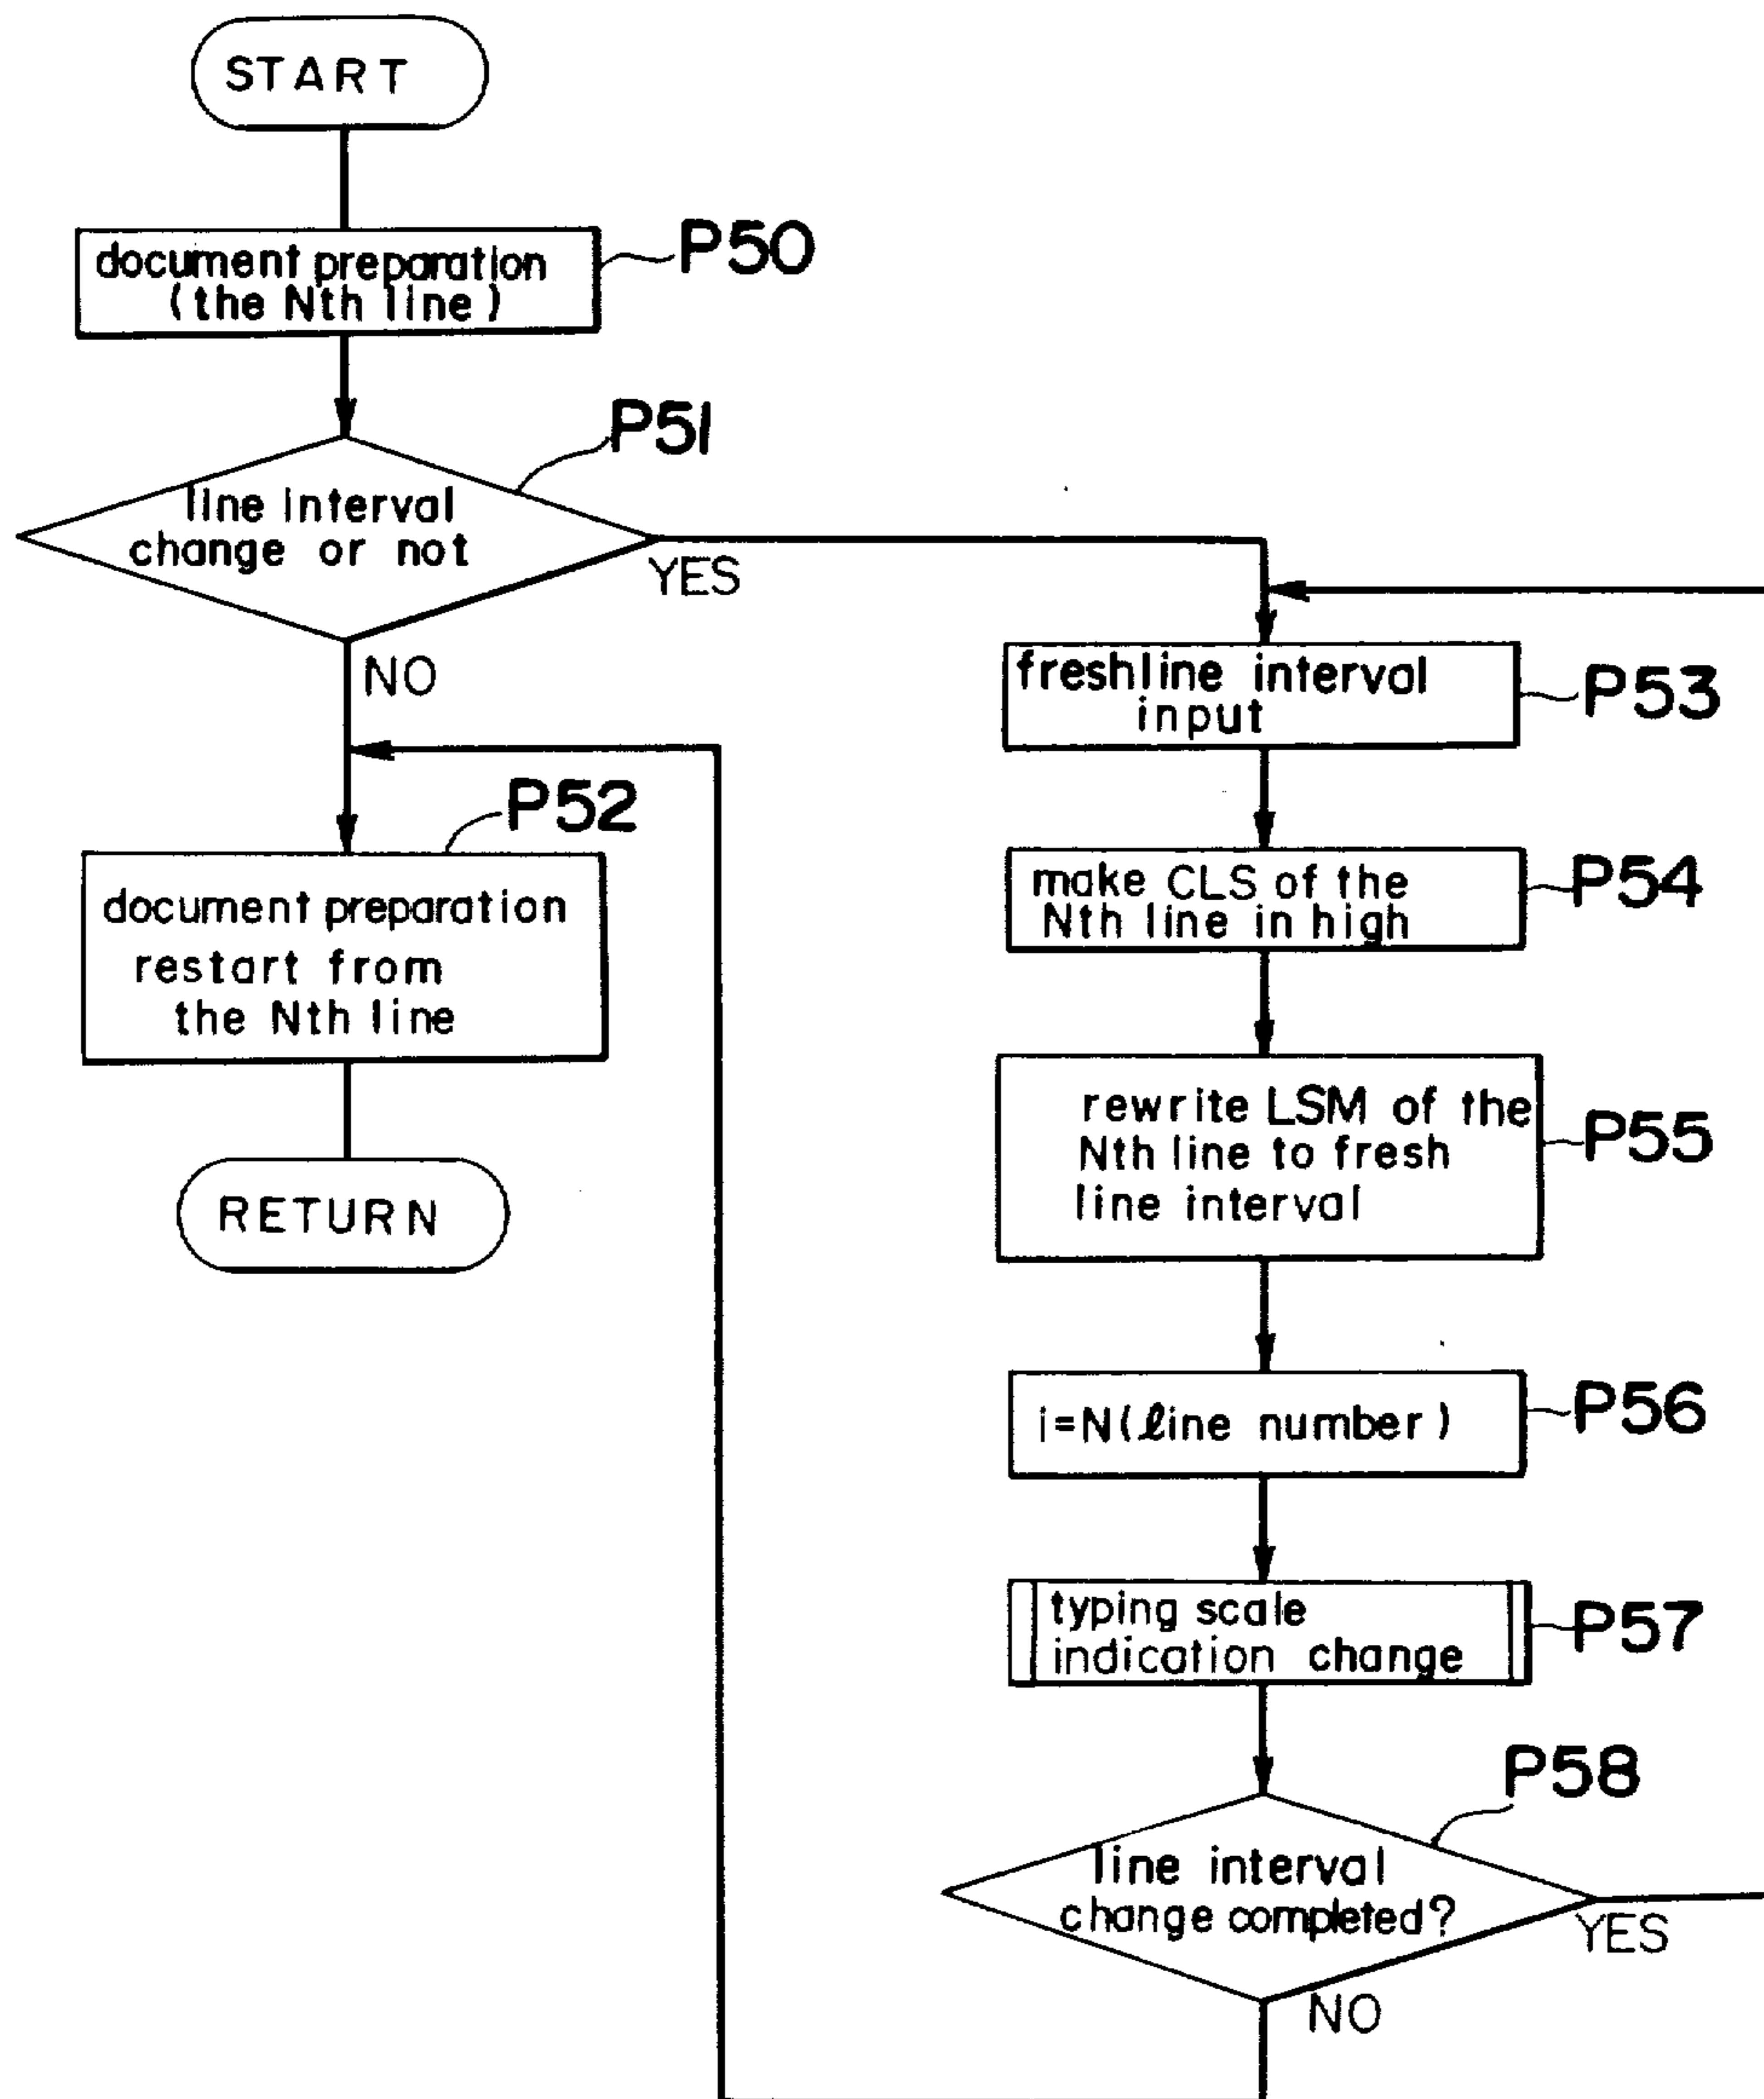 START
document preparation
(the Nth line)
P50
line interval
change or not
P51
YES
NO
document preparation
restart from
the Nth line
P52
RETURN
freshline interval
input
P53
make CLS of the
Nth line in high
P54
rewrite LSM of the
Nth line to fresh
line interval
P55
i=N(line number)
P56
typing scale
indication change
P57
line interval
change completed?
P58
YES
NO